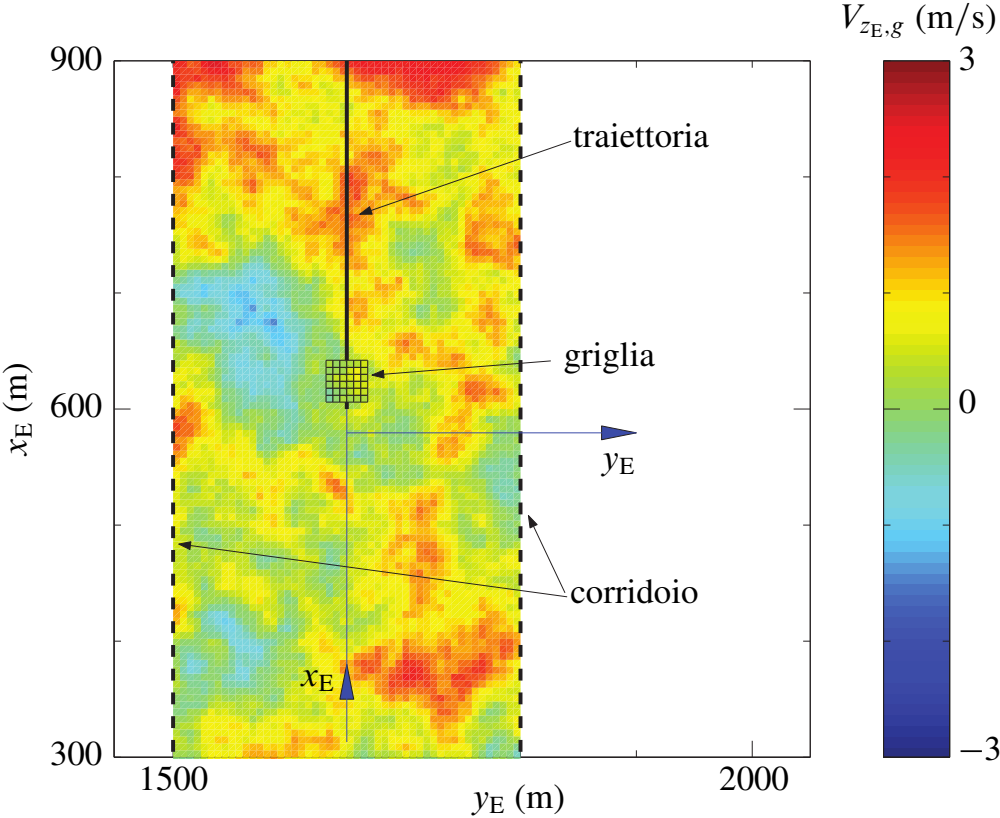 V_{z_E,g} (m/s)
900
3
traiettoria
griglia
x_E (m)
600
0
y_E
corridoio
x_E
300
−3
1500
2000
y_E (m)